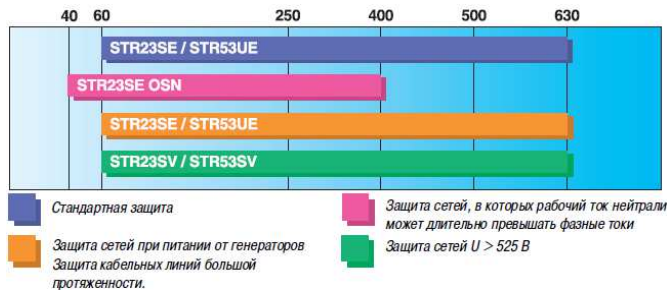 40 60 250 400 500 630
STR23SE / STR53UE
STR23SE OSN
STR23SE / STR53UE
STR23SV / STR53SV
Стандартная защита
Защита сетей, в которых рабочий ток нейтрали
может длительно превышать фазные токи
Защита сетей при питании от генераторов
Защита кабельных линий большой
протяженности.
Защита сетей U > 525 В